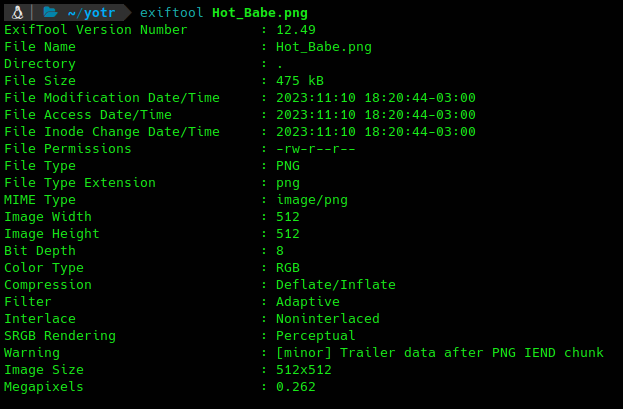 ~/yotr exiftool Hot_Babe.png
ExifTool Version Number : 12.49
File Name : Hot_Babe.png
Directory : .
File Size : 475 kB
File Modification Date/Time : 2023:11:10 18:20:44-03:00
File Access Date/Time : 2023:11:10 18:20:44-03:00
File Inode Change Date/Time : 2023:11:10 18:20:44-03:00
File Permissions : -rw-r--r--
File Type : PNG
File Type Extension : png
MIME Type : image/png
Image Width : 512
Image Height : 512
Bit Depth : 8
Color Type : RGB
Compression : Deflate/Inflate
Filter : Adaptive
Interlace : Noninterlaced
SRGB Rendering : Perceptual
Warning : [minor] Trailer data after PNG IEND chunk
Image Size : 512x512
Megapixels : 0.262